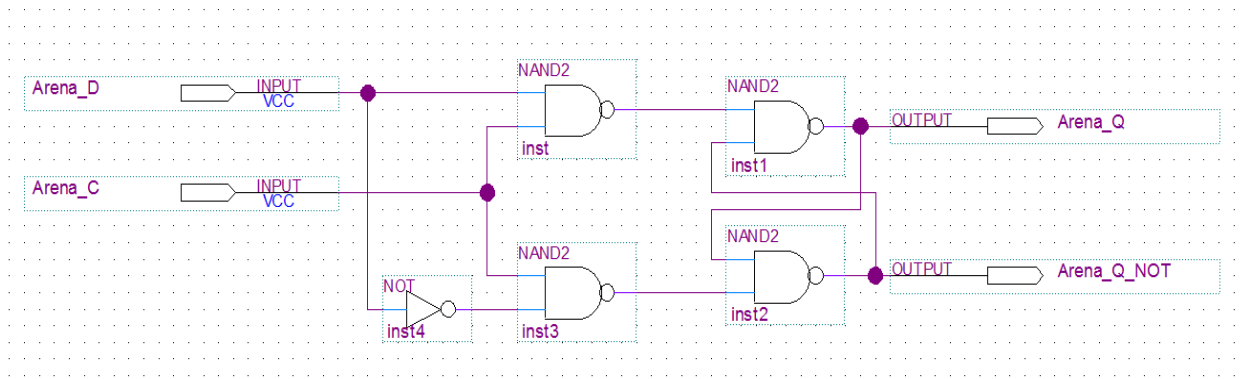 Arena_D
INPUT
VCC
NAND2
inst
NAND2
inst1
OUTPUT
Arena_Q
Arena_C
INPUT
VCC
NOT
inst4
NAND2
inst3
NAND2
inst2
OUTPUT
Arena_Q_NOT